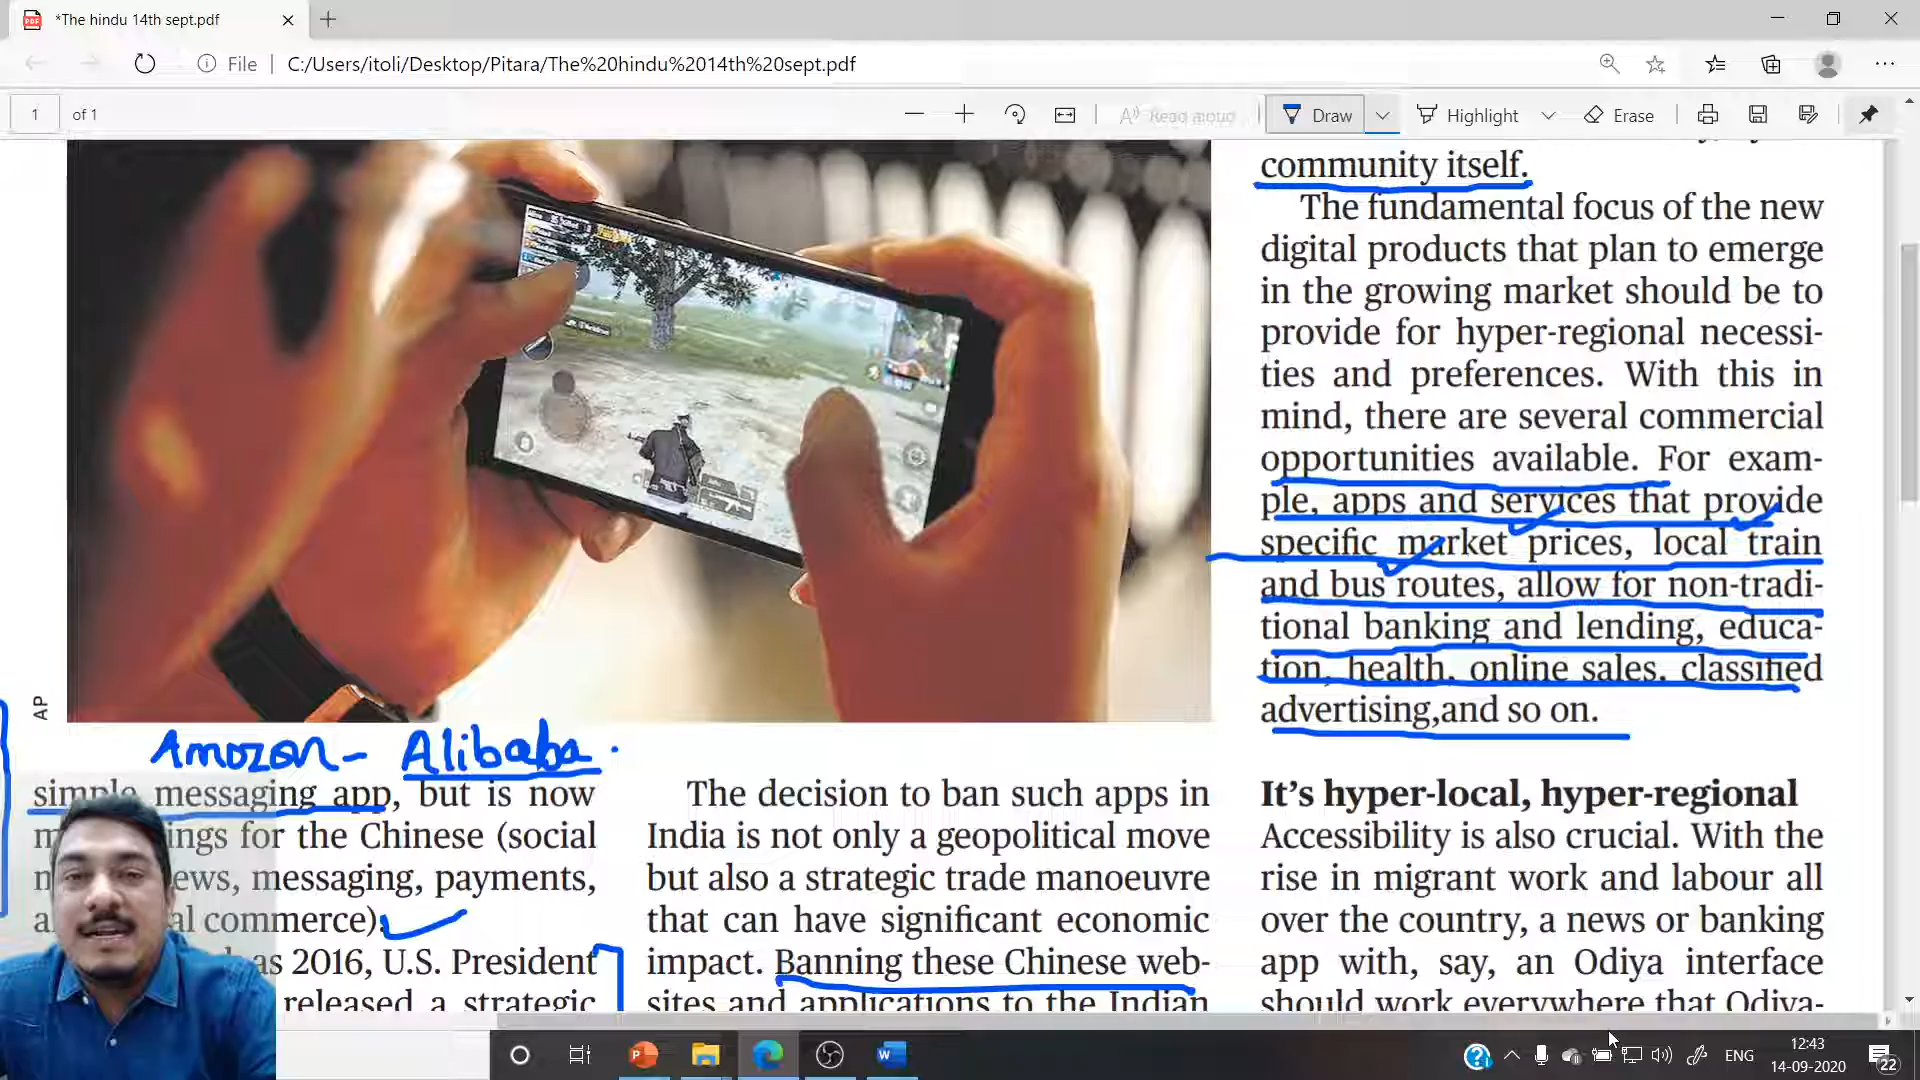 *The hindu 14th sept.pdf
File
C:/Users/itoli/Desktop/Pitara/The%20hindu%2014th%20sept.pdf
1 of 1
Read aloud
Draw
Highlight
Erase
community itself.
The fundamental focus of the new
digital products that plan to emerge
in the growing market should be to
provide for hyper-regional necessi-
ties and preferences. With this in
mind, there are several commercial
opportunities available. For exam-
ple, apps and services that provide
specific market prices, local train
and bus routes, allow for non-tradi-
tional banking and lending, educa-
tion, health, online sales, classified
advertising,and so on.
AP
Amozon - Alibaba.
simple messaging app, but is now
ings for the Chinese (social
ews, messaging, payments,
al commerce).
as 2016, U.S. President
released a strategic
The decision to ban such apps in
India is not only a geopolitical move
but also a strategic trade manoeuvre
that can have significant economic
impact. Banning these Chinese web-
sites and applications to the Indian
It's hyper-local, hyper-regional
Accessibility is also crucial. With the
rise in migrant work and labour all
over the country, a news or banking
app with, say, an Odiya interface
should work everywhere that Odiya-
ENG
12:43
14-09-2020
22